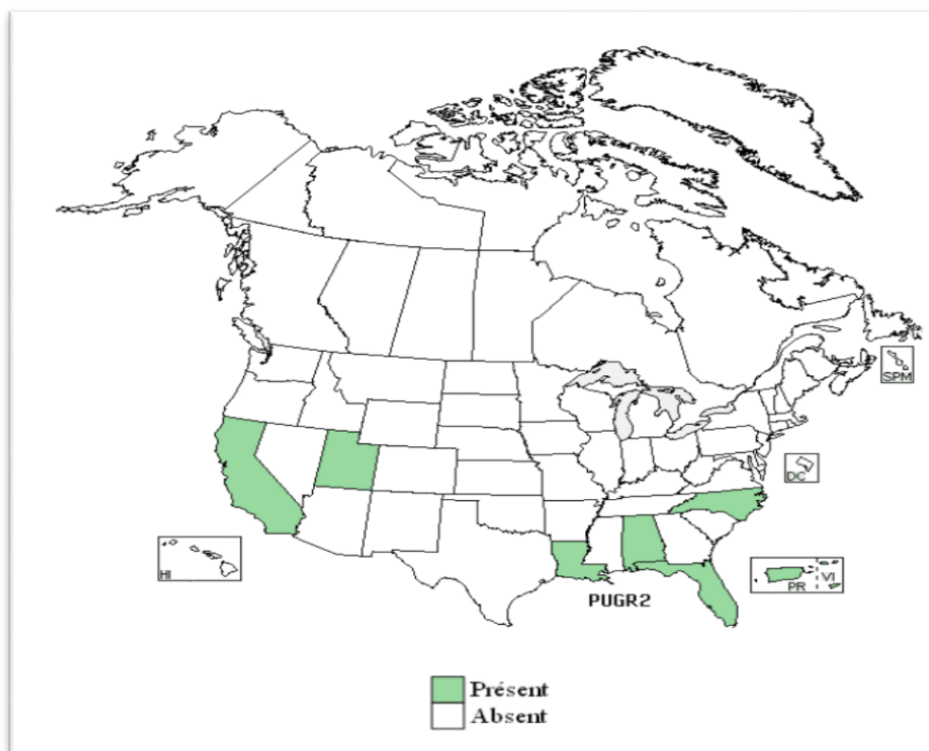 SPM
DC
HI
PR
VI
PUGR2
Présent
Absent